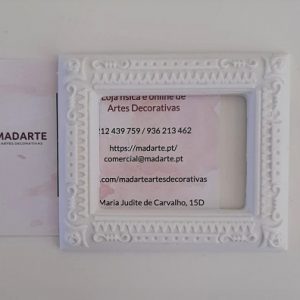 MADARTE
ARTES DECORATIVAS
Loja física e online de
Artes Decorativas
212 439 759 / 936 213 462
https://madarte.pt/
comercial@madarte.pt
.com/madarteartesdecorativas
Maria Judite de Carvalho, 15D